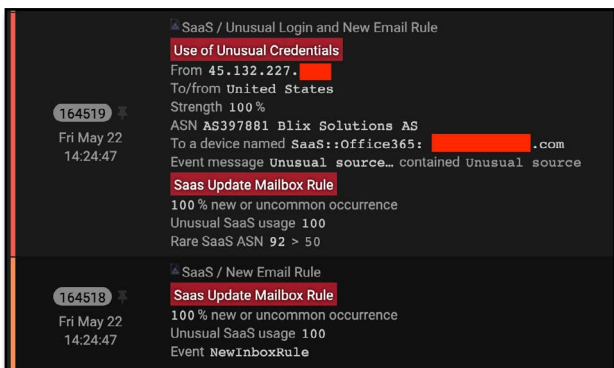 SaaS / Unusual Login and New Email Rule
Use of Unusual Credentials
From 45.132.227.
To/from United States
Strength 100%
164519
ASN AS397881 Blix Solutions AS
Fri May 22
To a device named SaaS::Office365: .com
14:24:47
Event message Unusual source… contained Unusual source
Saas Update Mailbox Rule
100% new or uncommon occurrence
Unusual SaaS usage 100
Rare SaaS ASN 92 > 50
SaaS / New Email Rule
164518
Saas Update Mailbox Rule
100% new or uncommon occurrence
Fri May 22
Unusual SaaS usage 100
14:24:47
Event NewInboxRule